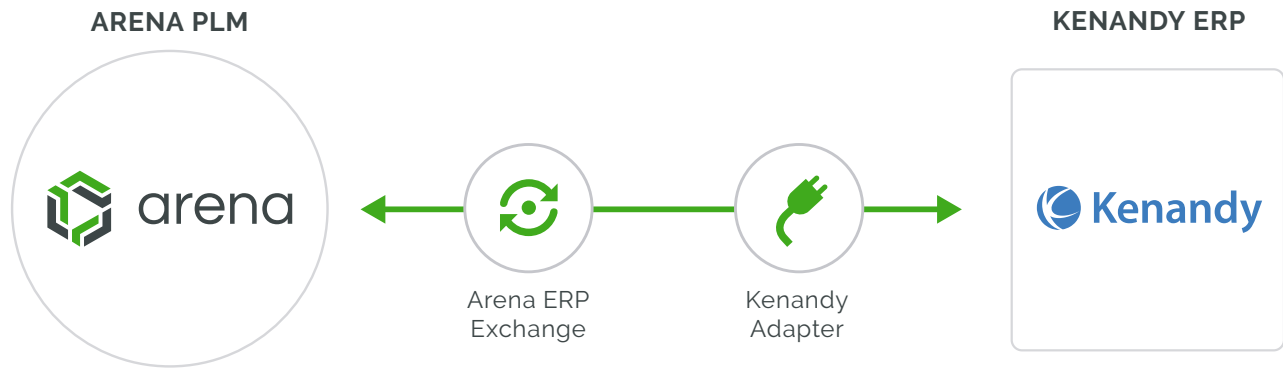 ARENA PLM
KENANDY ERP
arena
Kenandy
Arena ERP
Exchange
Kenandy
Adapter